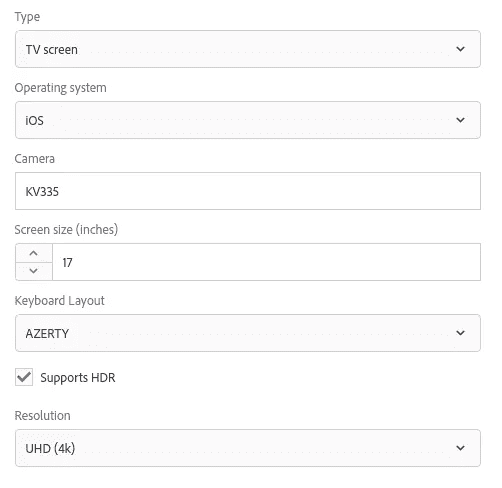 Type
TV screen
Operating system
iOS
Camera
KV335
Screen size (inches)
17
Keyboard Layout
AZERTY
Supports HDR
Resolution
UHD (4k)